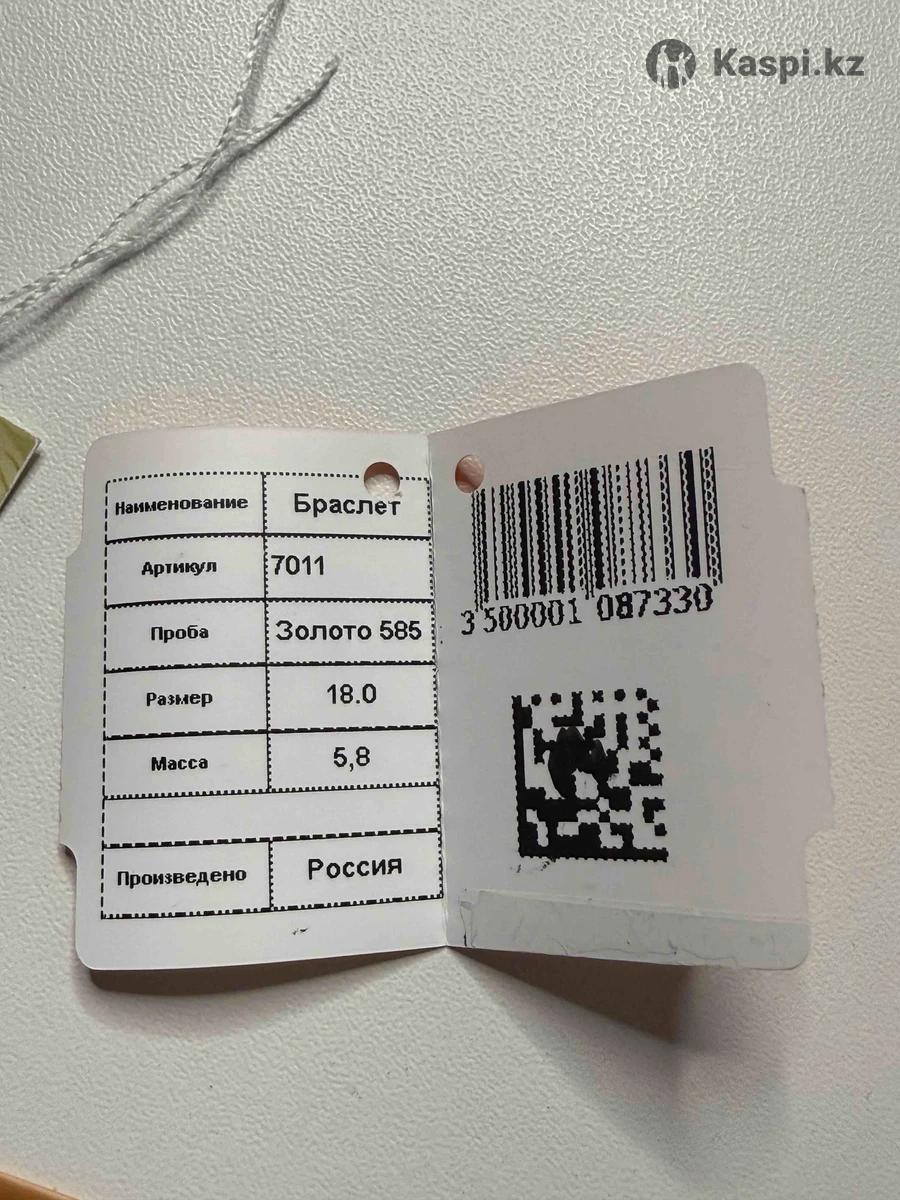 Kaspi.kz
Наименование Браслет
Артикул 7011
Проба Золото 585
Размер 18.0
Масса 5,8
Произведено Россия
3 500001 087330